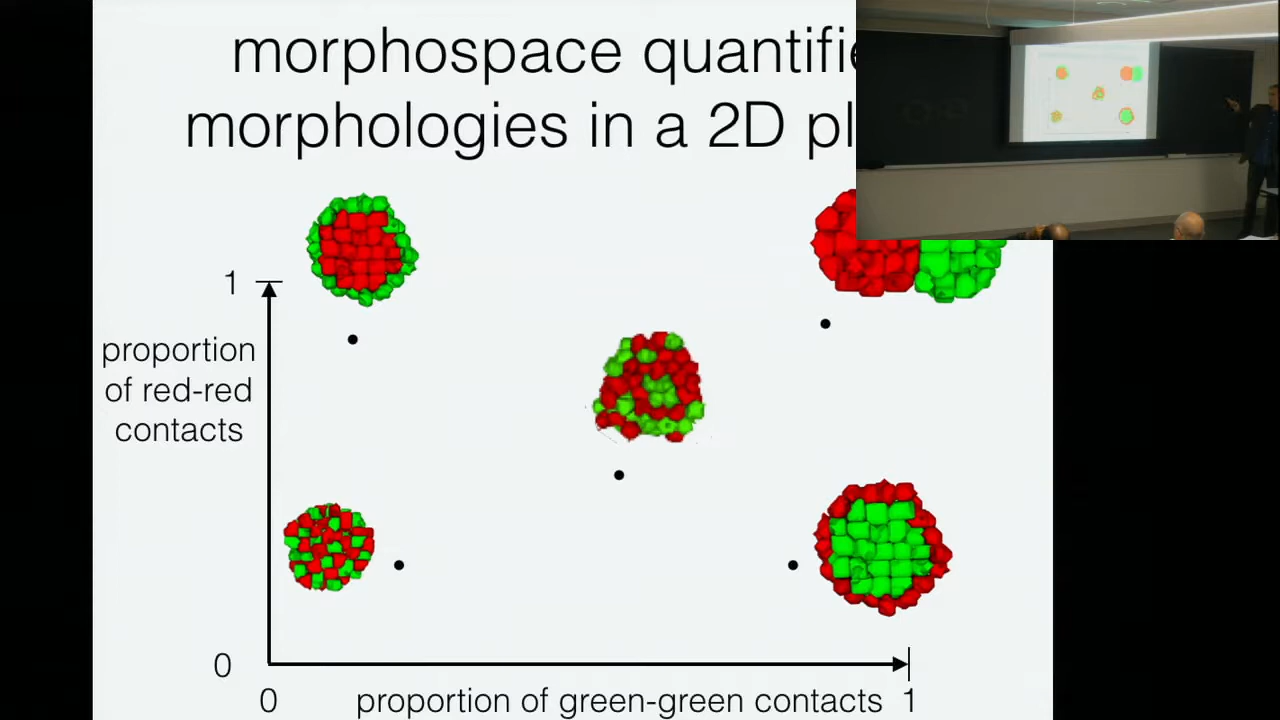 morphospace quantifie
morphologies in a 2D pl
1
proportion
of red-red
contacts
0
0 proportion of green-green contacts 1